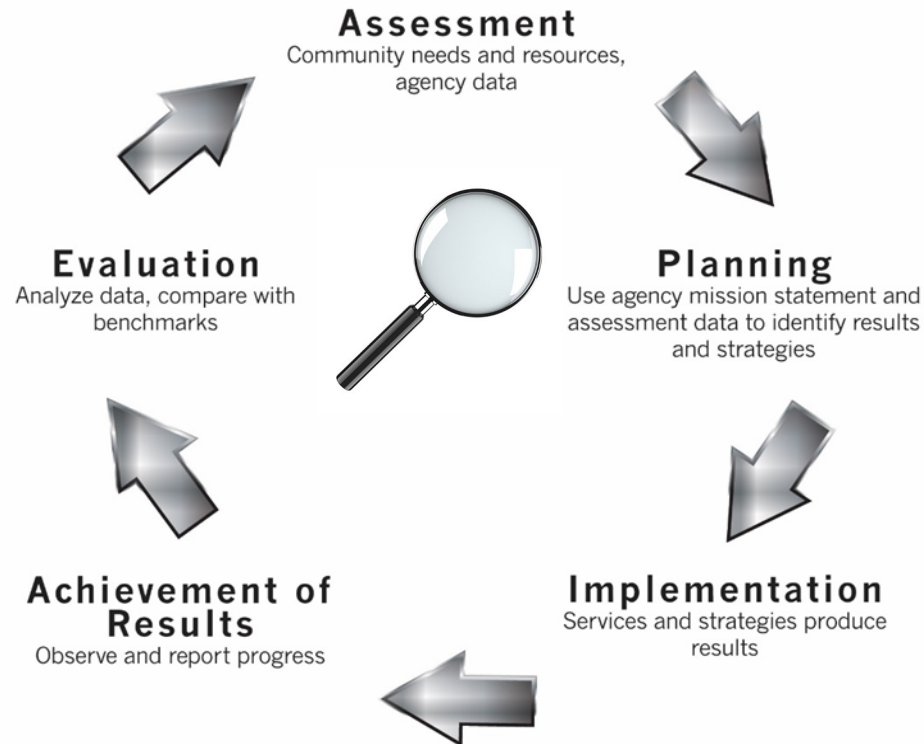 Assessment
Community needs and resources,
agency data
Planning
Use agency mission statement and
assessment data to identify results
and strategies
Implementation
Services and strategies produce
results
Achievement of
Results
Observe and report progress
Evaluation
Analyze data, compare with
benchmarks